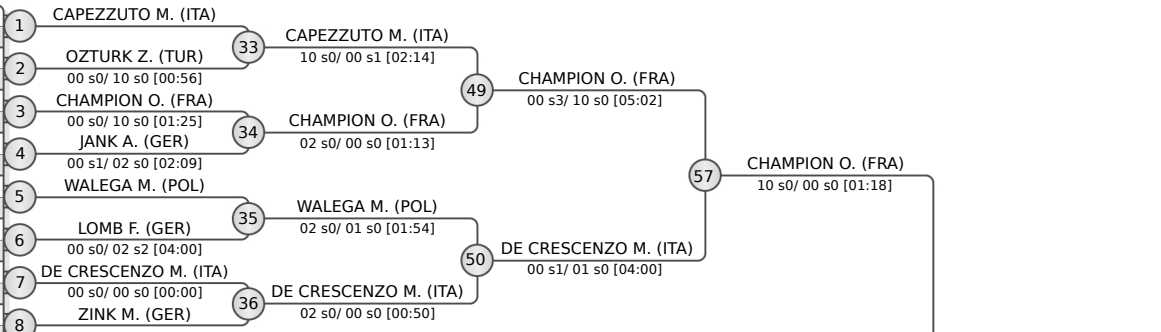 1
CAPEZZUTO M. (ITA)
2
OZTURK Z. (TUR)
00 s0/ 10 s0 [00:56]
33
CAPEZZUTO M. (ITA)
10 s0/ 00 s1 [02:14]
3
CHAMPION O. (FRA)
00 s0/ 10 s0 [01:25]
4
JANK A. (GER)
00 s1/ 02 s0 [02:09]
34
CHAMPION O. (FRA)
02 s0/ 00 s0 [01:13]
49
CHAMPION O. (FRA)
00 s3/ 10 s0 [05:02]
5
WALEGA M. (POL)
6
LOMB F. (GER)
00 s0/ 02 s2 [04:00]
35
WALEGA M. (POL)
02 s0/ 01 s0 [01:54]
7
DE CRESCENZO M. (ITA)
00 s0/ 00 s0 [00:00]
8
ZINK M. (GER)
36
DE CRESCENZO M. (ITA)
02 s0/ 00 s0 [00:50]
50
DE CRESCENZO M. (ITA)
00 s1/ 01 s0 [04:00]
57
CHAMPION O. (FRA)
10 s0/ 00 s0 [01:18]